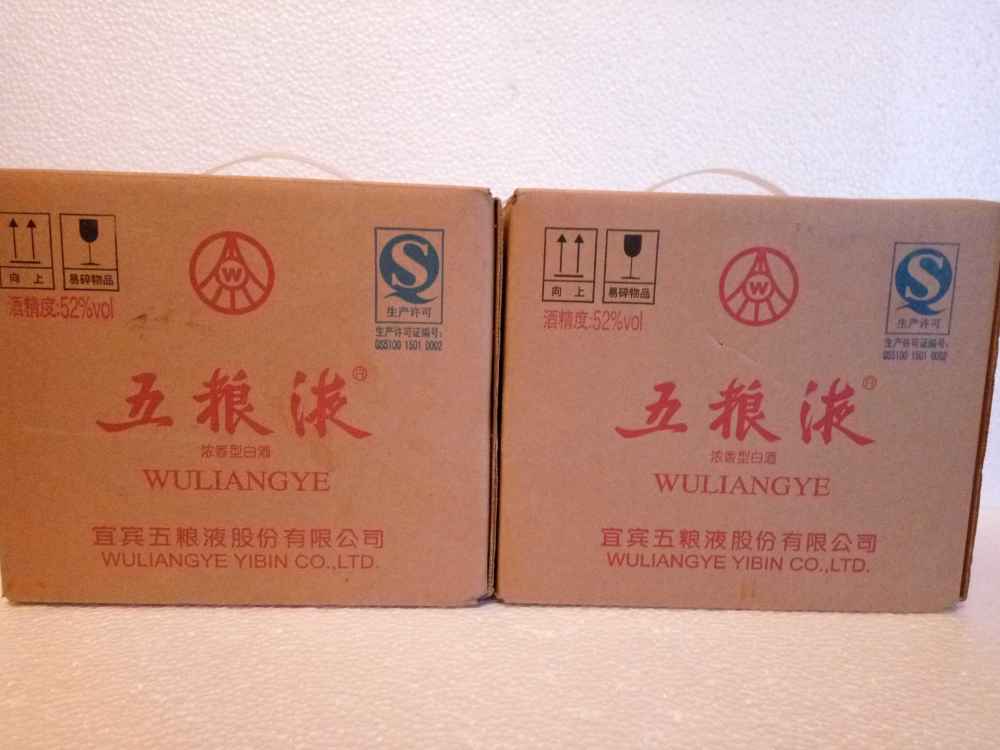 向 上
易碎物品
酒精度:52%vol
W
S
生产许可
生产许可证编号:
QS5100 1501 0002
五粮液®
浓香型白酒
WULIANGYE
宜宾五粮液股份有限公司
WULIANGYE YIBIN CO.,LTD.
向 上
易碎物品
酒精度:52%vol
W
S
生产许可
生产许可证编号:
QS5100 1501 0002
五粮液®
浓香型白酒
WULIANGYE
宜宾五粮液股份有限公司
WULIANGYE YIBIN CO.,LTD.